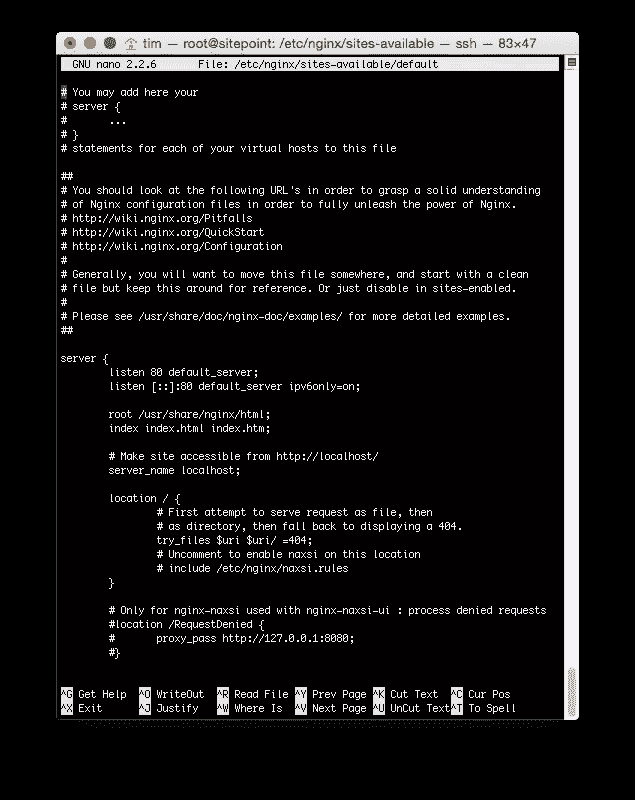 tim — root@sitepoint: /etc/nginx/sites-available — ssh — 83×47
GNU nano 2.2.6 File: /etc/nginx/sites-available/default
# You may add here your
# server {
# ...
# }
# statements for each of your virtual hosts to this file
##
# You should look at the following URL's in order to grasp a solid understanding
# of Nginx configuration files in order to fully unleash the power of Nginx.
# http://wiki.nginx.org/Pitfalls
# http://wiki.nginx.org/QuickStart
# http://wiki.nginx.org/Configuration
#
# Generally, you will want to move this file somewhere, and start with a clean
# file but keep this around for reference. Or just disable in sites-enabled.
#
# Please see /usr/share/doc/nginx-doc/examples/ for more detailed examples.
##
server {
listen 80 default_server;
listen [::]:80 default_server ipv6only=on;
root /usr/share/nginx/html;
index index.html index.htm;
# Make site accessible from http://localhost/
server_name localhost;
location / {
# First attempt to serve request as file, then
# as directory, then fall back to displaying a 404.
try_files $uri $uri/ =404;
# Uncomment to enable naxsi on this location
# include /etc/nginx/naxsi.rules
}
# Only for nginx-naxsi used with nginx-naxsi-ui : process denied requests
#location /RequestDenied {
# proxy_pass http://127.0.0.1:8080;
#}
^G Get Help ^O WriteOut ^R Read File ^Y Prev Page ^K Cut Text ^C Cur Pos
^X Exit ^J Justify ^W Where Is ^V Next Page ^U UnCut Text ^T To Spell